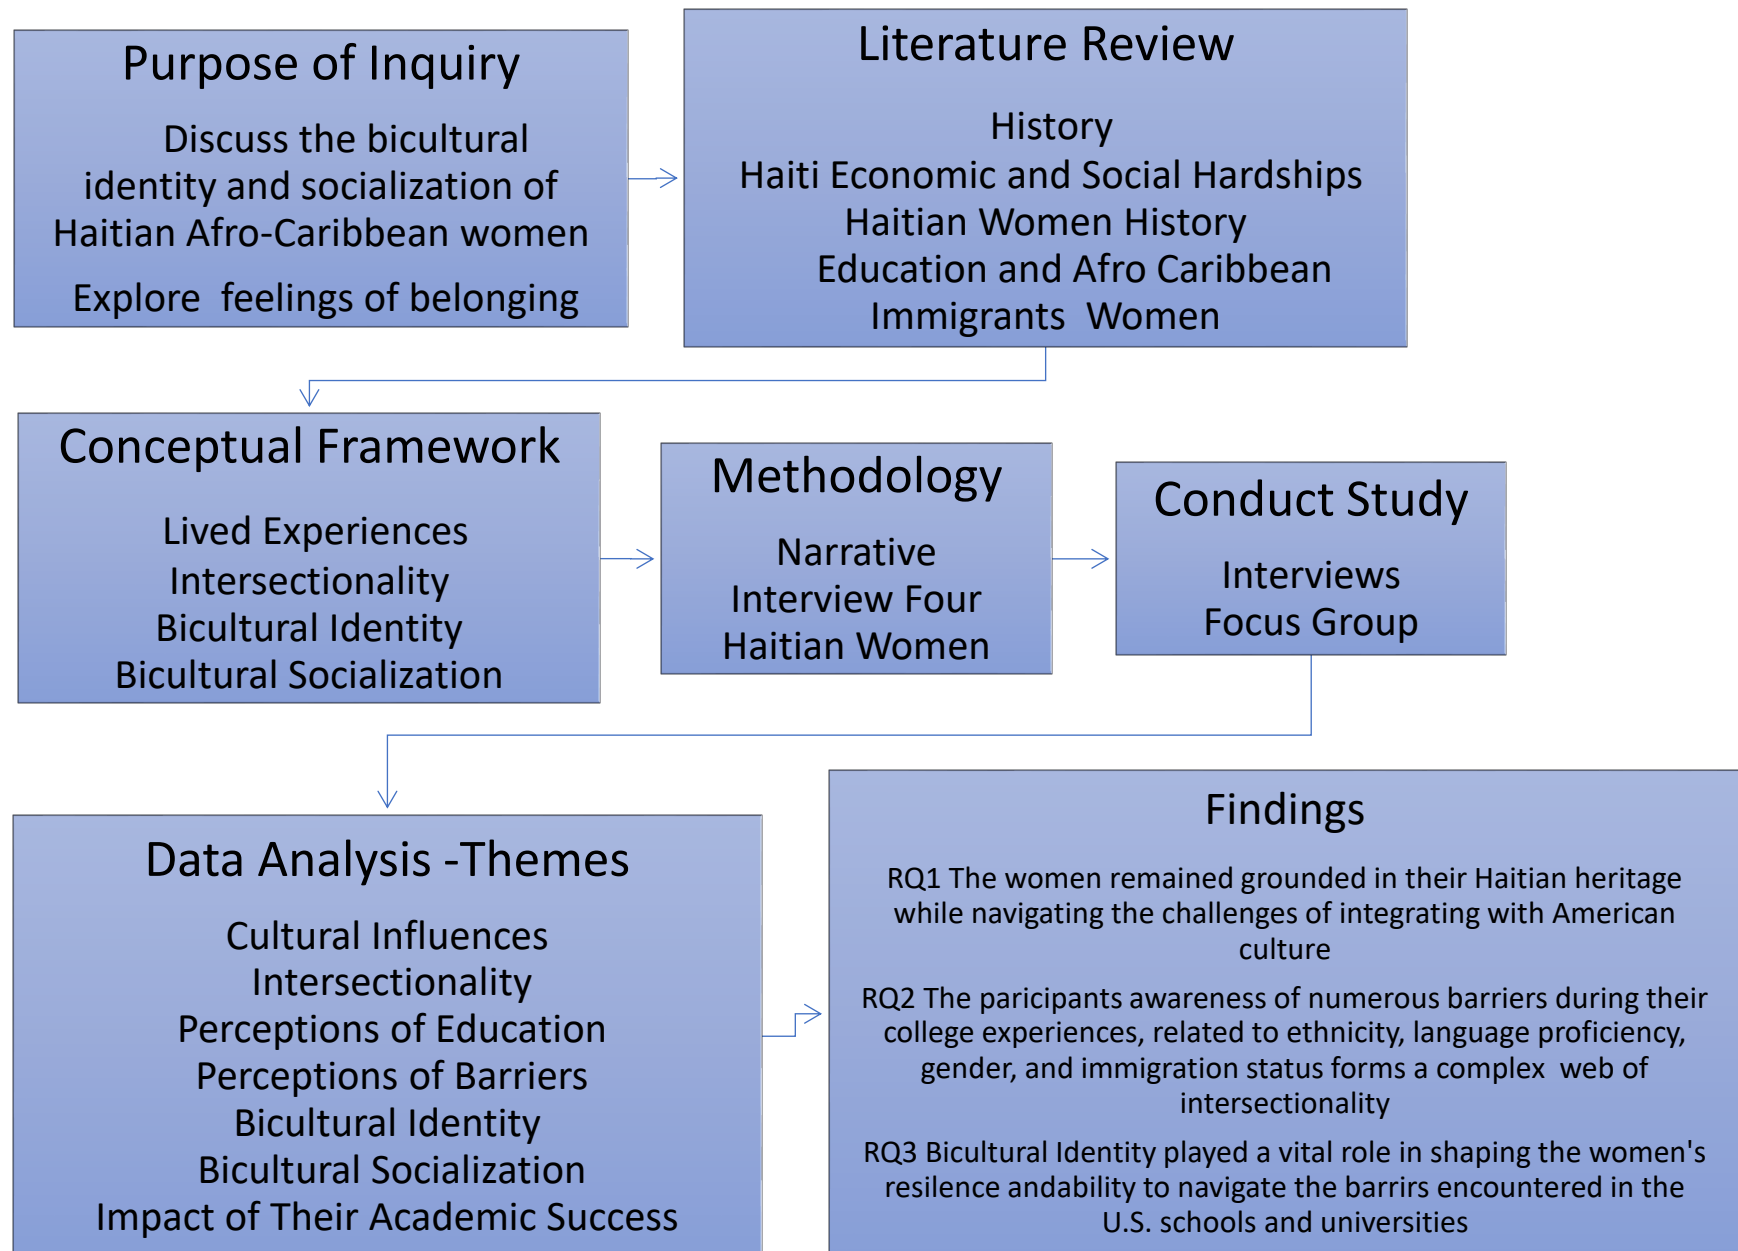 Purpose of Inquiry
Discuss the bicultural
identity and socialization of
Haitian Afro-Caribbean women
Explore feelings of belonging
Literature Review
History
Haiti Economic and Social Hardships
Haitian Women History
Education and Afro Caribbean
Immigrants Women
Conceptual Framework
Lived Experiences
Intersectionality
Bicultural Identity
Bicultural Socialization
Methodology
Narrative
Interview Four
Haitian Women
Conduct Study
Interviews
Focus Group
Data Analysis -Themes
Cultural Influences
Intersectionality
Perceptions of Education
Perceptions of Barriers
Bicultural Identity
Bicultural Socialization
Impact of Their Academic Success
Findings
RQ1 The women remained grounded in their Haitian heritage
while navigating the challenges of integrating with American
culture
RQ2 The paricipants awareness of numerous barriers during their
college experiences, related to ethnicity, language proficiency,
gender, and immigration status forms a complex web of
intersectionality
RQ3 Bicultural Identity played a vital role in shaping the women's
resilence andability to navigate the barrirs encountered in the
U.S. schools and universities